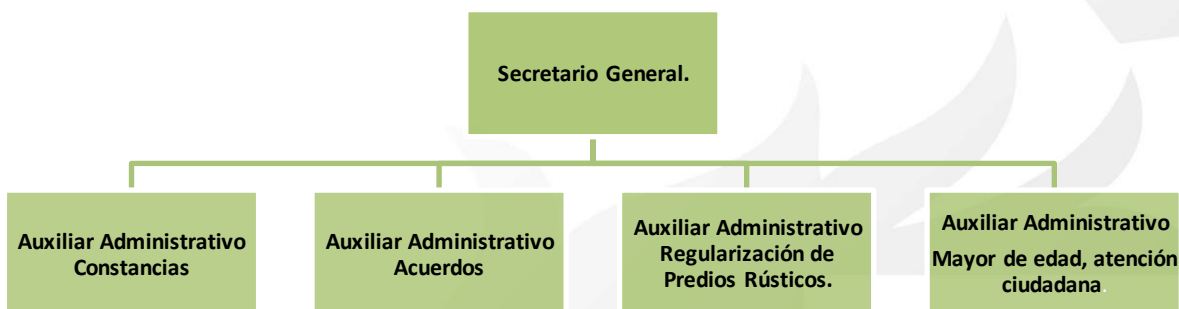 Secretario General.
Auxiliar Administrativo
Constancias
Auxiliar Administrativo
Acuerdos
Auxiliar Administrativo
Regularización de
Predios Rústicos.
Auxiliar Administrativo
Mayor de edad, atención
ciudadana.